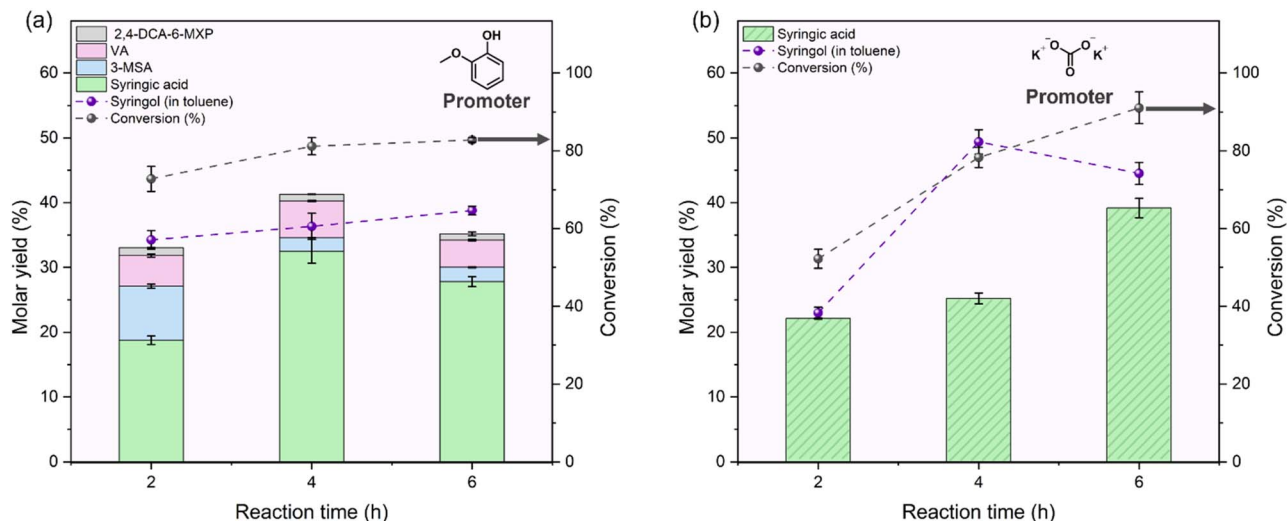 (a)
2,4-DCA-6-MXP
VA
3-MSA
Syringic acid
Syringol (in toluene)
Conversion (%)
OH
O
Promoter
Molar yield (%)
60
50
40
30
20
10
0
100
80
60
40
20
0
Conversion (%)
2
4
6
Reaction time (h)
(b)
Syringic acid
Syringol (in toluene)
Conversion (%)
K⁺ ⁻O O⁻ K⁺
O
Promoter
Molar yield (%)
60
50
40
30
20
10
0
100
80
60
40
20
0
Conversion (%)
2
4
6
Reaction time (h)